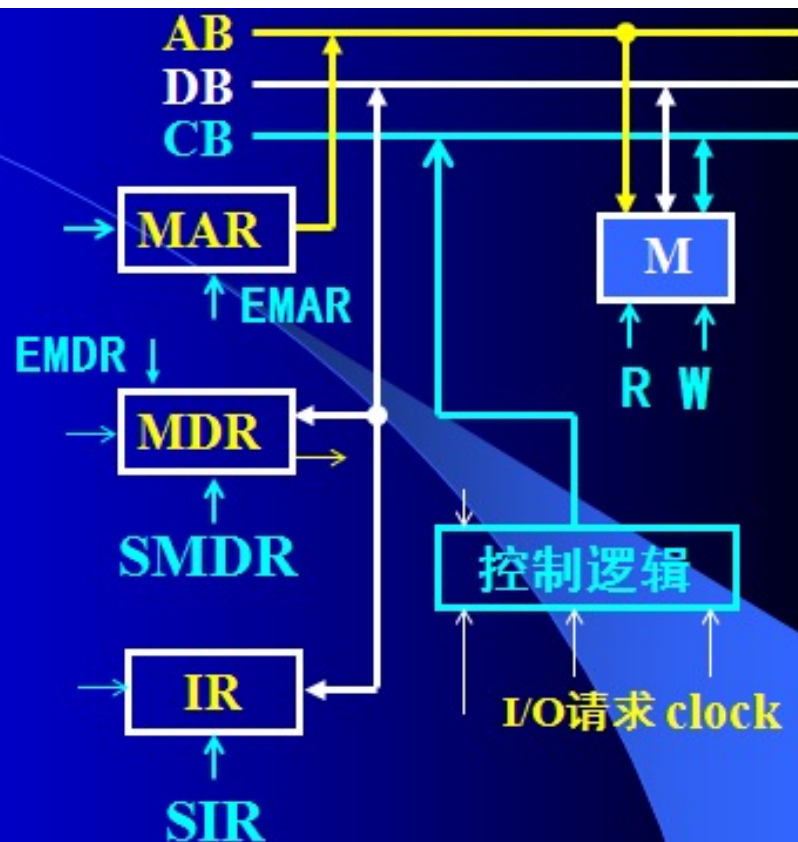 AB
DB
CB
MAR
M
EMAR
EMDR
R W
MDR
SMDR
控制逻辑
IR
I/O请求 clock
SIR